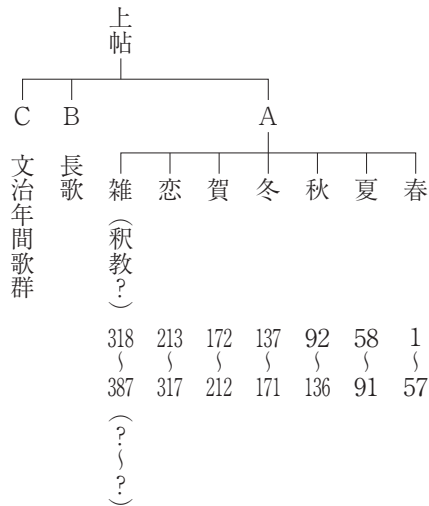 上帖
A
春 1〜57
夏 58〜91
秋 92〜136
冬 137〜171
賀 172〜212
恋 213〜317
雑(釈教?) 318〜387(?〜?)
B 長歌
C 文治年間歌群